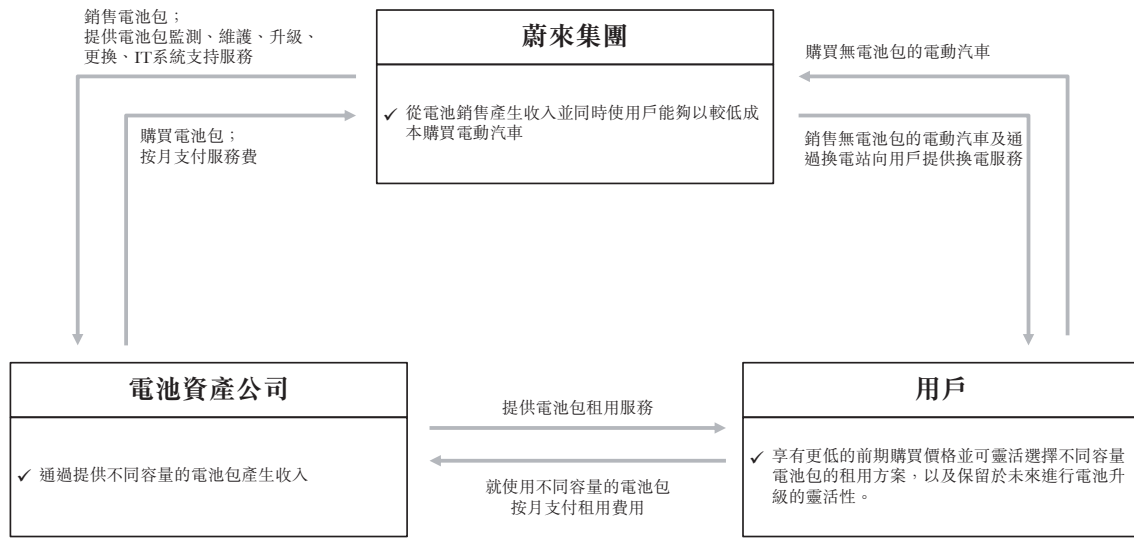 銷售電池包；
提供電池包監測、維護、升級、
更換、IT系統支持服務
蔚來集團
購買無電池包的電動汽車
✓ 從電池銷售產生收入並同時使用戶能夠以較低成
本購買電動汽車
購買電池包；
按月支付服務費
銷售無電池包的電動汽車及通
過換電站向用戶提供換電服務
電池資產公司
用戶
提供電池包租用服務
✓ 通過提供不同容量的電池包產生收入
✓ 享有更低的前期購買價格並可靈活選擇不同容量
電池包的租用方案，以及保留於未來進行電池升
級的靈活性。
就使用不同容量的電池包
按月支付租用費用